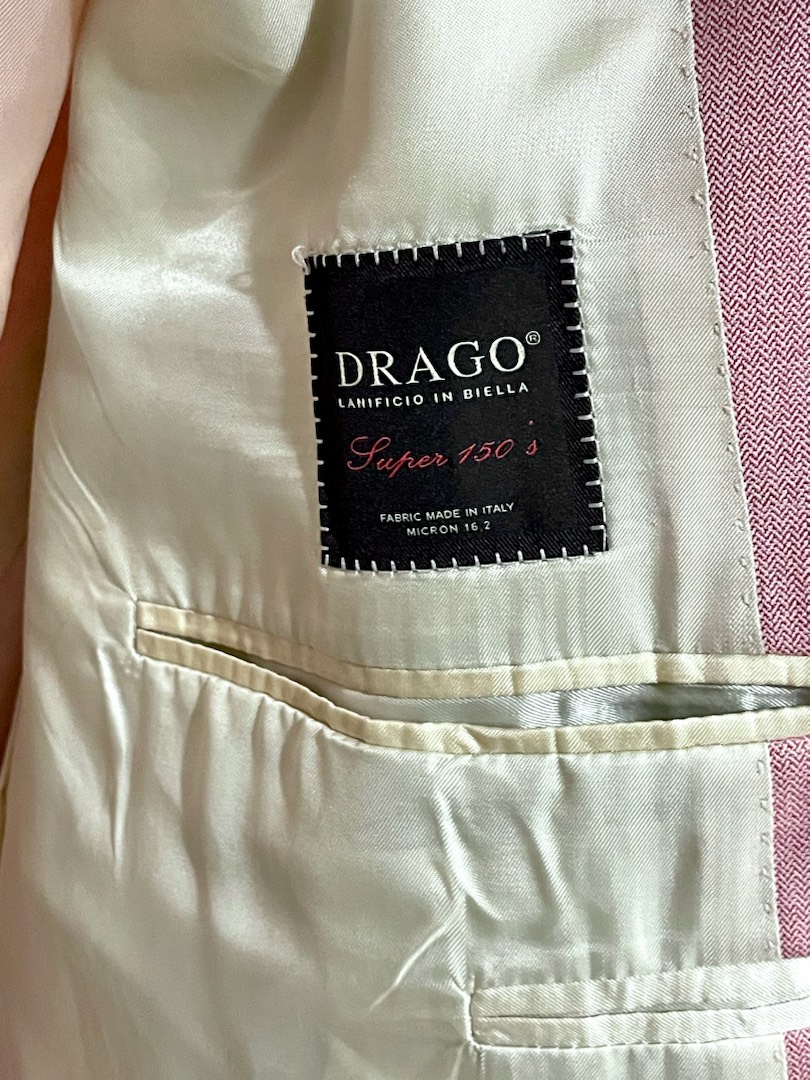 DRAGO®
LANIFICIO IN BIELLA
Super 150's
FABRIC MADE IN ITALY
MICRON 16,2